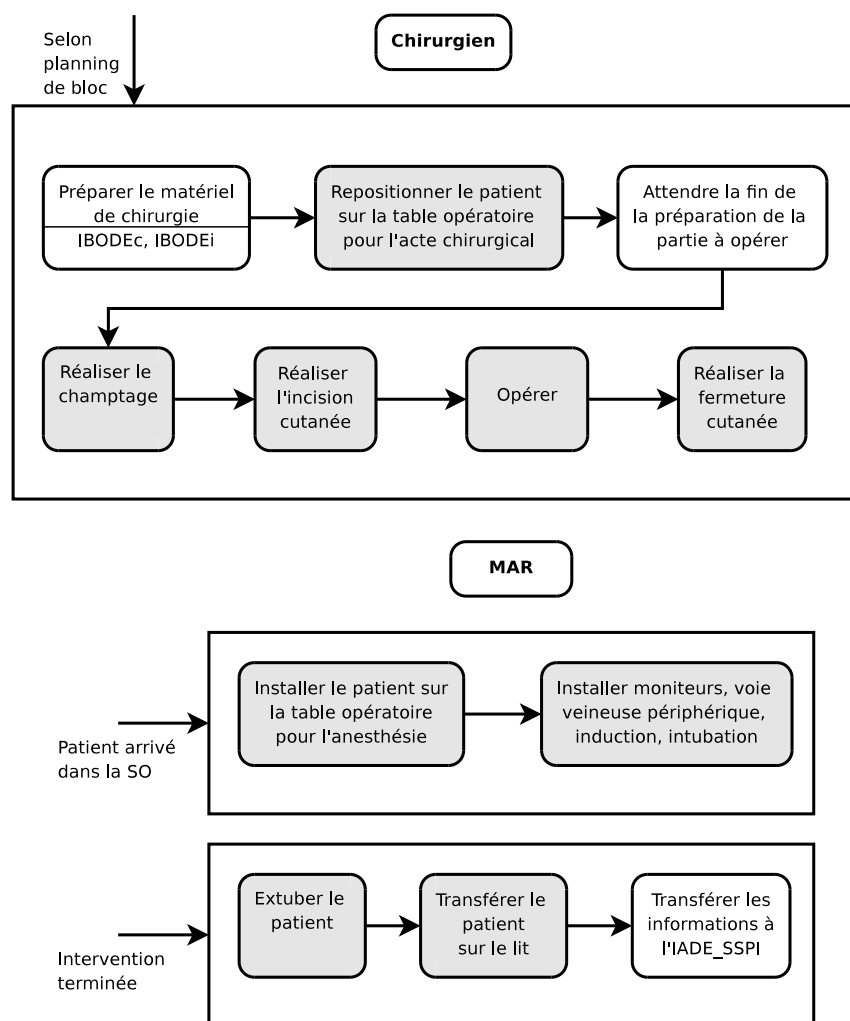 Selon
planning
de bloc
Chirurgien
Préparer le matériel
de chirurgie
IBODEc, IBODEi
Repositionner le patient
sur la table opératoire
pour l'acte chirurgical
Attendre la fin de
la préparation de la
partie à opérer
Réaliser le
champtage
Réaliser
l'incision
cutanée
Opérer
Réaliser la
fermeture
cutanée
MAR
Patient arrivé
dans la SO
Installer le patient sur
la table opératoire
pour l'anesthésie
Installer moniteurs, voie
veineuse périphérique,
induction, intubation
Intervention
terminée
Extuber le
patient
Transférer le
patient
sur le lit
Transférer les
informations à
l'IADE_SSPI